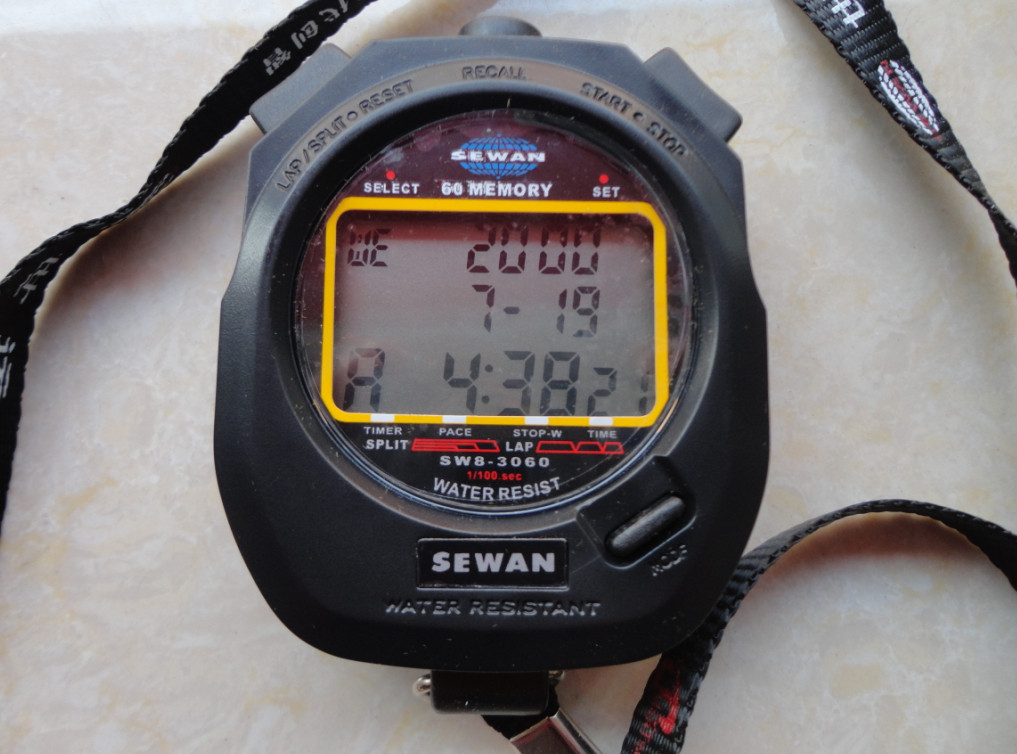 RECALL
LAP/SPLIT • RESET
START • STOP
SEWAN
SELECT 60 MEMORY SET
WE 2000
7-19
A 4:38 21
TIMER PACE STOP-W TIME
SPLIT LAP
SW8-3060
1/100.sec
WATER RESIST
MODE
SEWAN
WATER RESISTANT